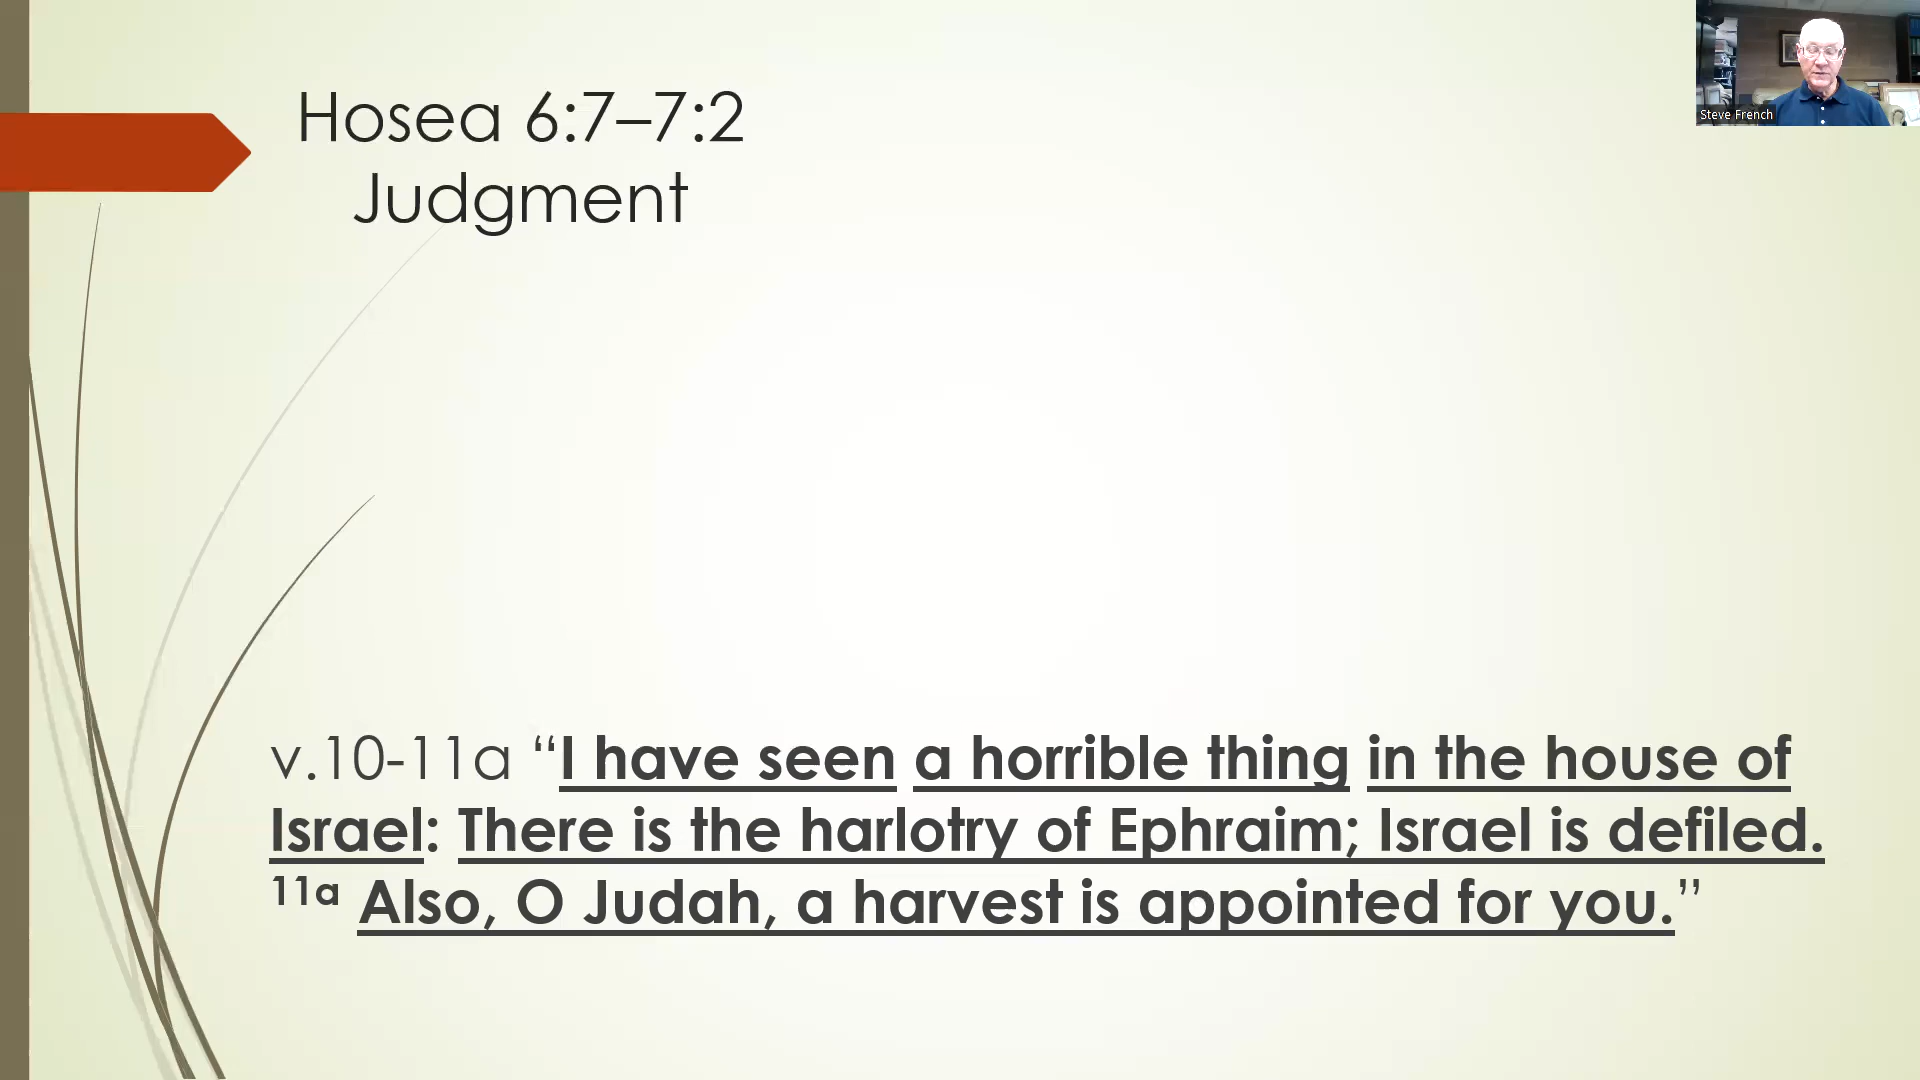 Hosea 6:7–7:2
Judgment
Steve French
v.10-11a “I have seen a horrible thing in the house of
Israel: There is the harlotry of Ephraim; Israel is defiled.
11a Also, O Judah, a harvest is appointed for you.”